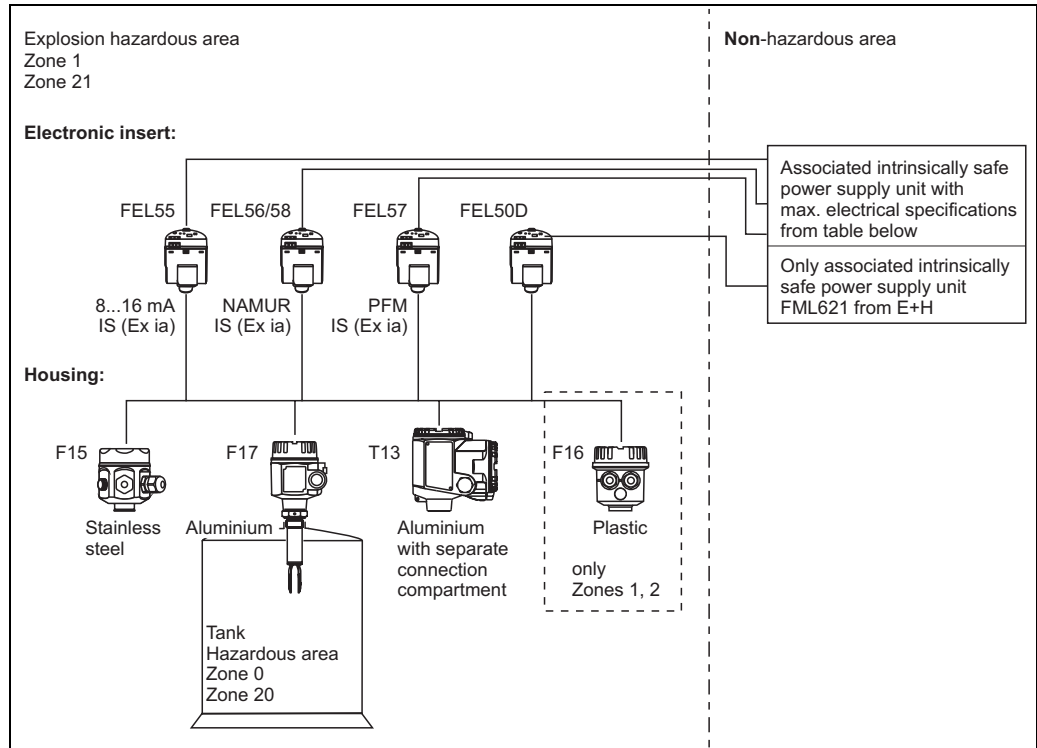 Explosion hazardous area
Zone 1
Zone 21
Non-hazardous area
Electronic insert:
Associated intrinsically safe
power supply unit with
max. electrical specifications
from table below
Only associated intrinsically
safe power supply unit
FML621 from E+H
FEL55
FEL56/58
FEL57
FEL50D
8...16 mA
IS (Ex ia)
NAMUR
IS (Ex ia)
PFM
IS (Ex ia)
Housing:
F15
Stainless
steel
F17
Aluminium
T13
Aluminium
with separate
connection
compartment
F16
Plastic
only
Zones 1, 2
Tank
Hazardous area
Zone 0
Zone 20